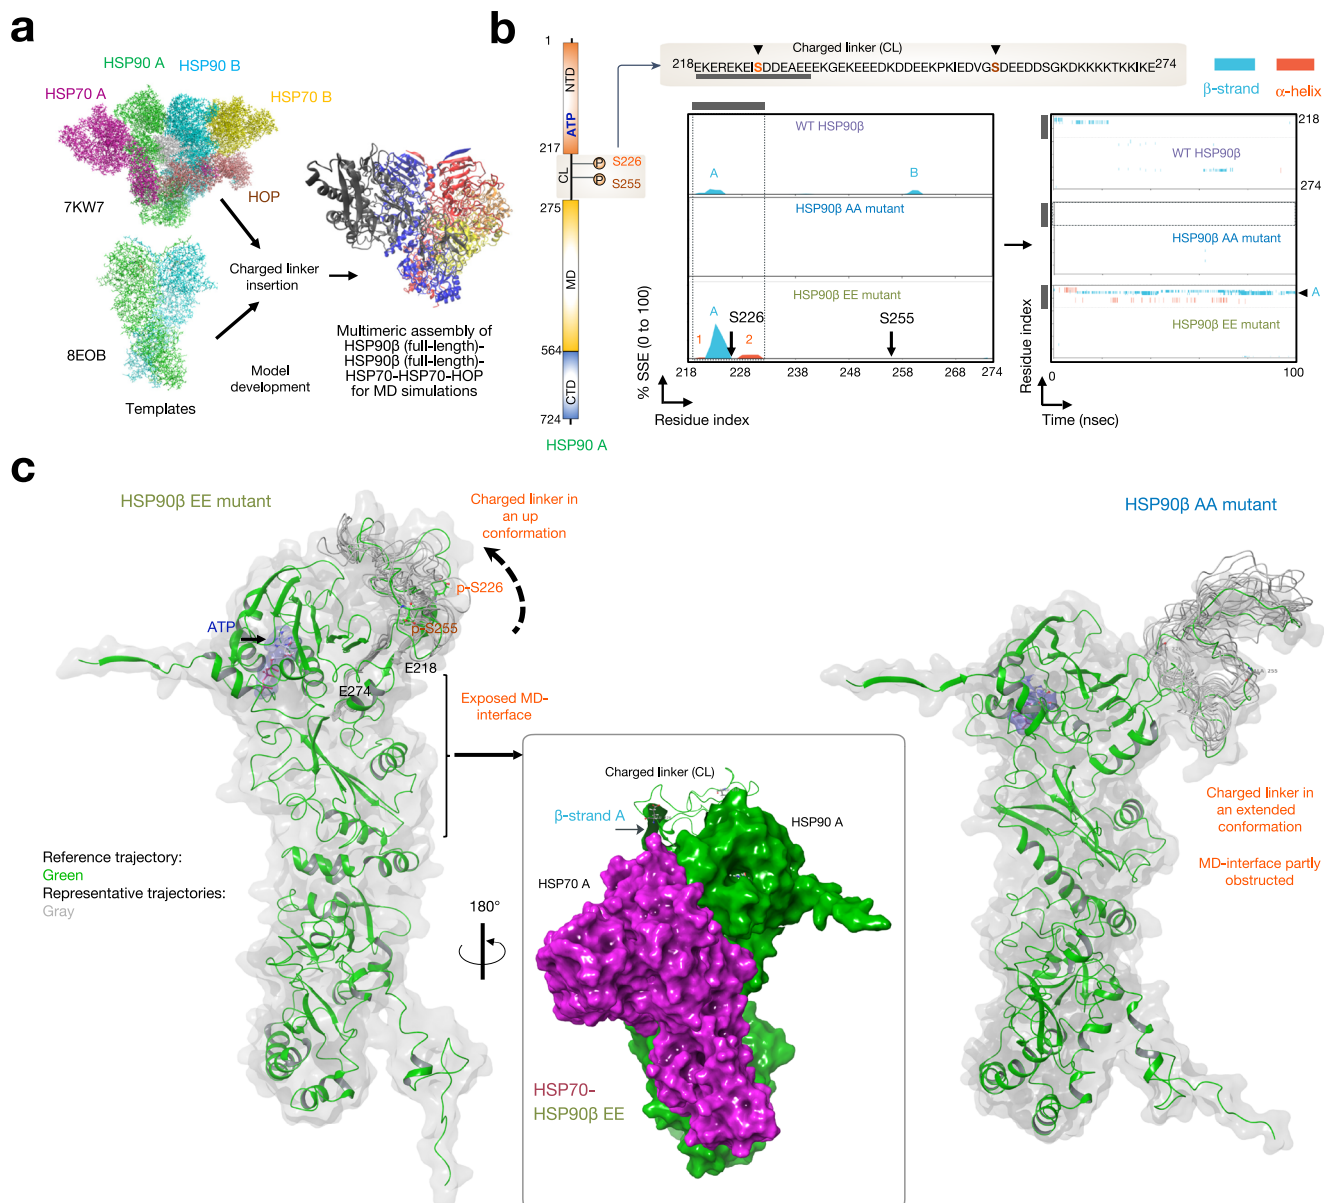 a
HSP90 A
HSP90 B
HSP70 A
HSP70 B
HOP
7KW7
Charged linker
insertion
8EOB
Model
development
Templates
Multimeric assembly of
HSP90β (full-length)-
HSP90β (full-length)-
HSP70-HSP70-HOP
for MD simulations
b
1
NTD
ATP
217
CL
P
S226
P
S255
275
MD
564
CTD
724
HSP90 A
Charged linker (CL)
218EKEREKEISDDEAEEEKGEKEEEDKDDEEKPKIEDVGSDEEDDSGKDKKKKTKKIKE274
β-strand
α-helix
WT HSP90β
A
B
HSP90β AA mutant
HSP90β EE mutant
A
S226
S255
1
2
% SSE (0 to 100)
218
228
238
248
258
268
274
Residue index
218
WT HSP90β
274
HSP90β AA mutant
A
HSP90β EE mutant
Residue index
0
100
Time (nsec)
c
HSP90β EE mutant
Charged linker in
an up
conformation
p-S226
p-S255
ATP
E218
E274
Exposed MD-
interface
Reference trajectory:
Green
Representative trajectories:
Gray
180°
Charged linker (CL)
β-strand A
HSP90 A
HSP70 A
HSP70-
HSP90β EE
HSP90β AA mutant
Charged linker in
an extended
conformation
MD-interface partly
obstructed